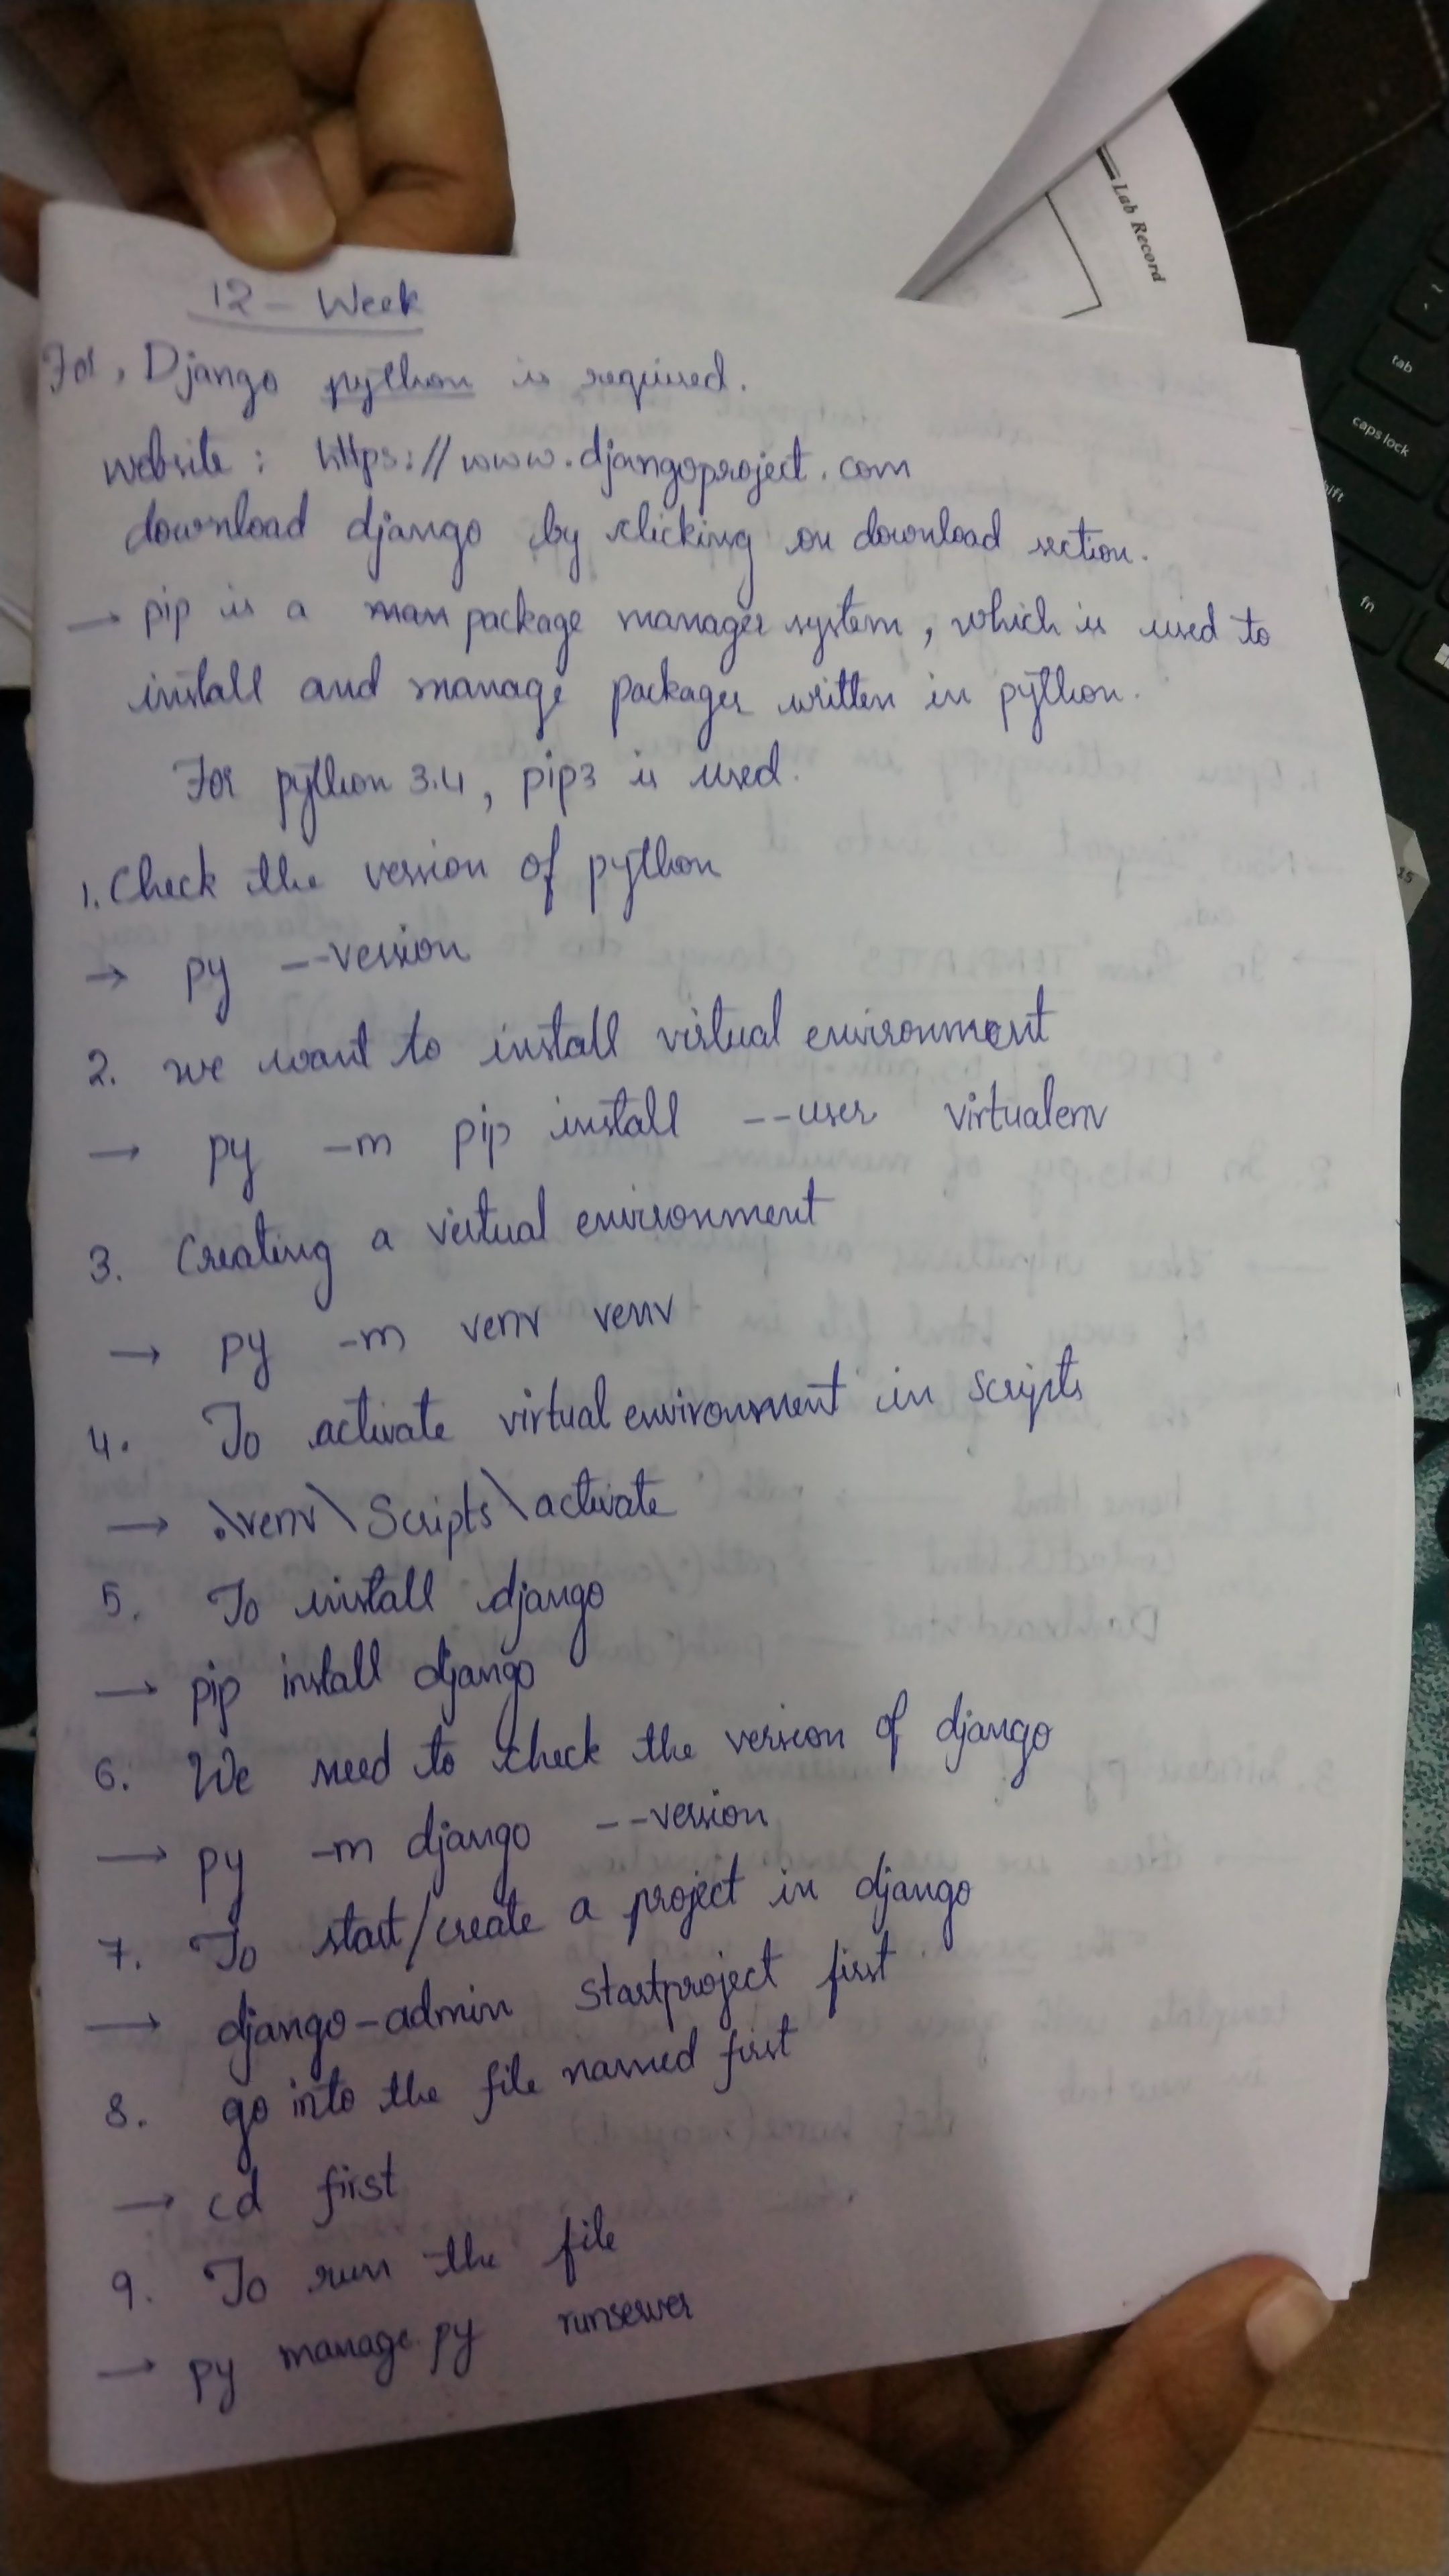 Lab Record
~
`
tab
caps lock
fn
15
12 - Week
For, Django python is required.
website : https://www.djangoproject.com
download django by clicking on download section.
→ pip is a man package manager system, which is used to
install and manage packages written in python.
For python 3.4, pip3 is used.
1. Check the version of python
→ py --version
2. we want to install virtual environment
→ py -m pip install --user virtualenv
3. Creating a virtual environment
→ py -m venv venv
4. To activate virtual environment in scripts
→ .\venv\Scripts\activate
5. To install django
→ pip install django
6. We need to check the version of django
→ py -m django --version
7. To start/create a project in django
→ django-admin startproject first
8. go into the file named first
→ cd first
9. To run the file
→ py manage.py runserver